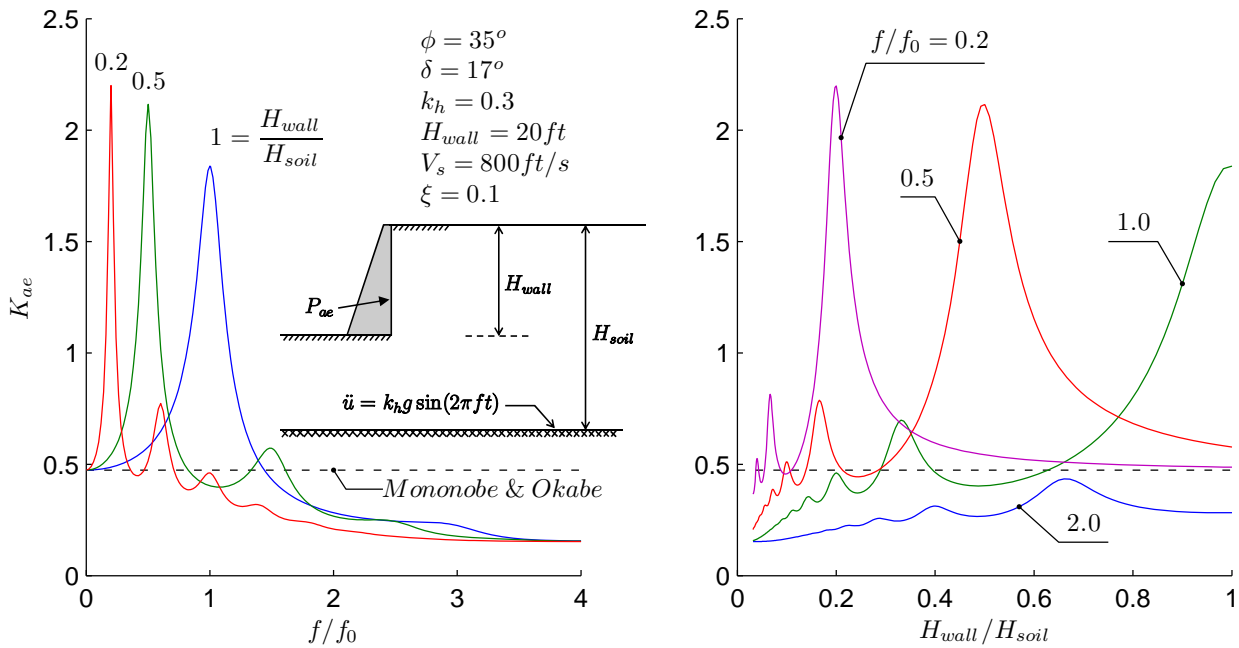 2.5
2
1.5
1
0.5
0
0 1 2 3 4
K_ae
f/f_0
0.2
0.5
1 = H_wall / H_soil
ϕ = 35^o
δ = 17^o
k_h = 0.3
H_wall = 20ft
V_s = 800ft/s
ξ = 0.1
P_ae
H_wall
H_soil
ü = k_h g sin(2πft)
Mononobe & Okabe
2.5
2
1.5
1
0.5
0
0 0.2 0.4 0.6 0.8 1
H_wall/H_soil
f/f_0 = 0.2
0.5
1.0
2.0